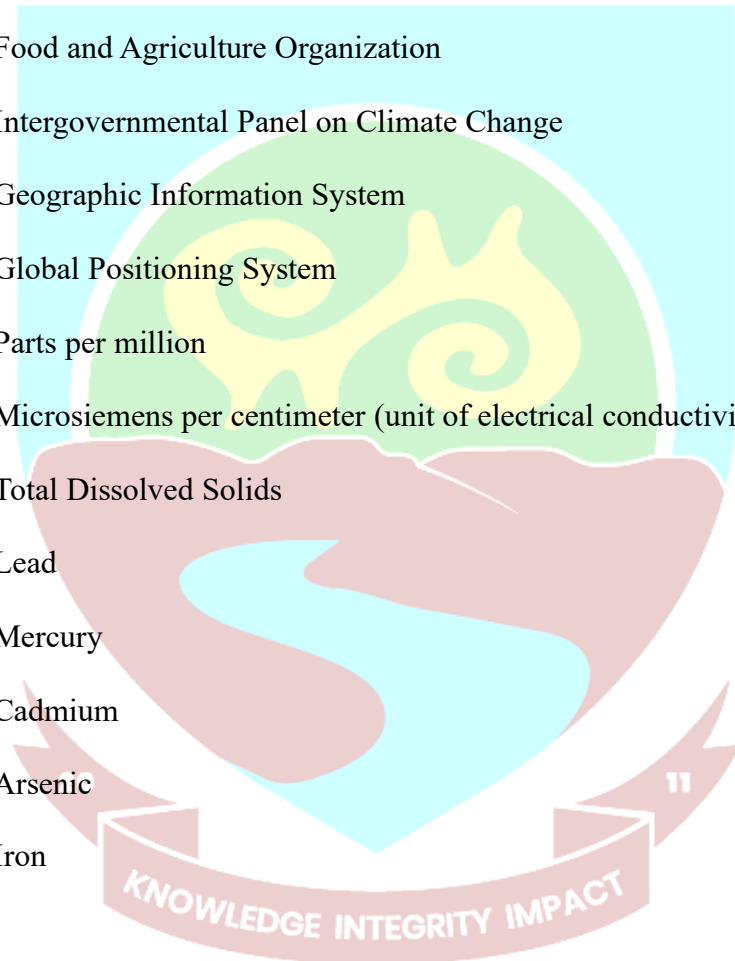 Food and Agriculture Organization
Intergovernmental Panel on Climate Change
Geographic Information System
Global Positioning System
Parts per million
Microsiemens per centimeter (unit of electrical conductivi
Total Dissolved Solids
Lead
Mercury
Cadmium
Arsenic
Iron
KNOWLEDGE INTEGRITY IMPACT